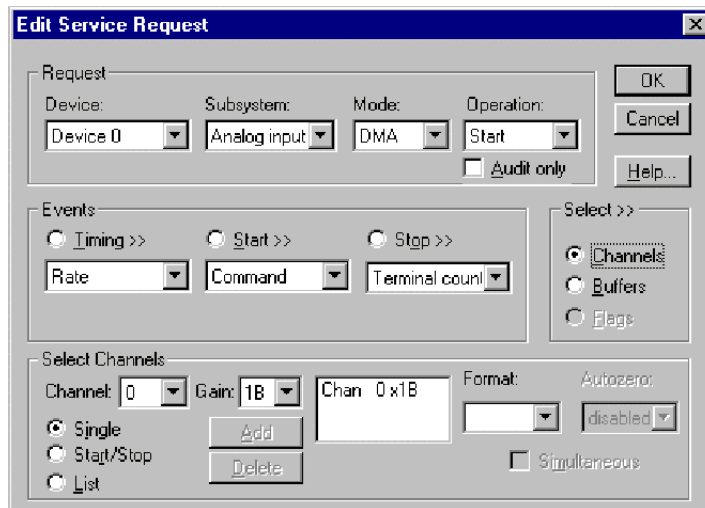 Edit Service Request
Request
OK
Device: Subsystem: Mode: Operation:
Device 0 Analog input DMA Start
Cancel
Audit only
Help...
Events
Select >>
Timing >> Start >> Stop >>
Channels
Rate Command Terminal count
Buffers
Flags
Select Channels
Channel: 0 Gain: 1B Chan 0 x1B Format: Autozero:
disabled
Single Add
Start/Stop Delete Simultaneous
List